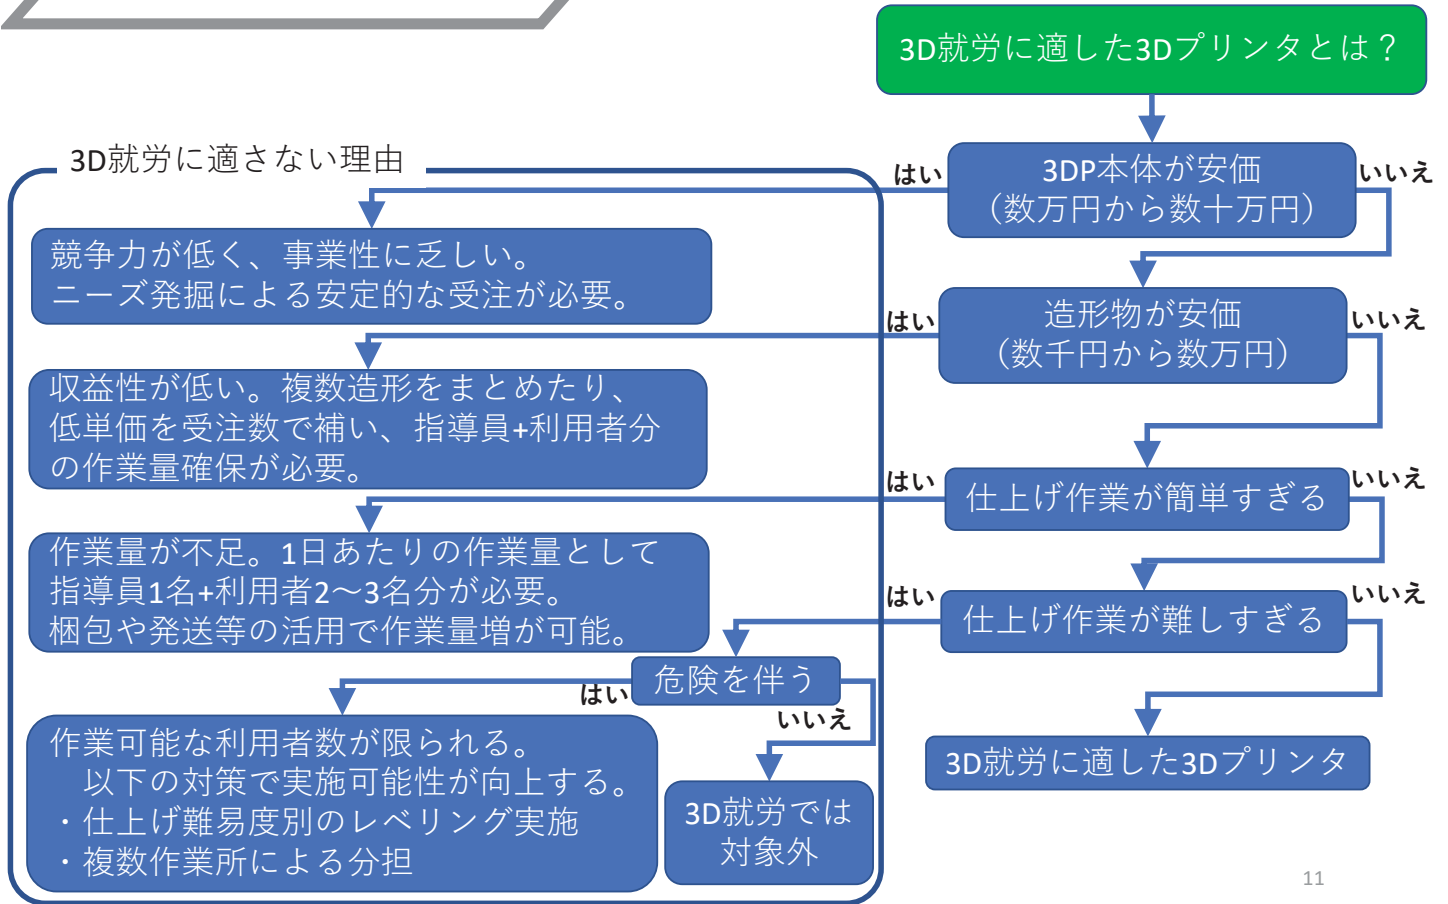 3D就労に適した3Dプリンタとは？
3D就労に適さない理由
はい
3DP本体が安価
（数万円から数十万円）
いいえ
競争力が低く、事業性に乏しい。
ニーズ発掘による安定的な受注が必要。
はい
造形物が安価
（数千円から数万円）
いいえ
収益性が低い。複数造形をまとめたり、
低単価を受注数で補い、指導員+利用者分
の作業量確保が必要。
はい
仕上げ作業が簡単すぎる
いいえ
作業量が不足。1日あたりの作業量として
指導員1名+利用者2～3名分が必要。
梱包や発送等の活用で作業量増が可能。
はい
仕上げ作業が難しすぎる
いいえ
危険を伴う
はい
いいえ
作業可能な利用者数が限られる。
以下の対策で実施可能性が向上する。
・仕上げ難易度別のレベリング実施
・複数作業所による分担
3D就労では
対象外
3D就労に適した3Dプリンタ
11